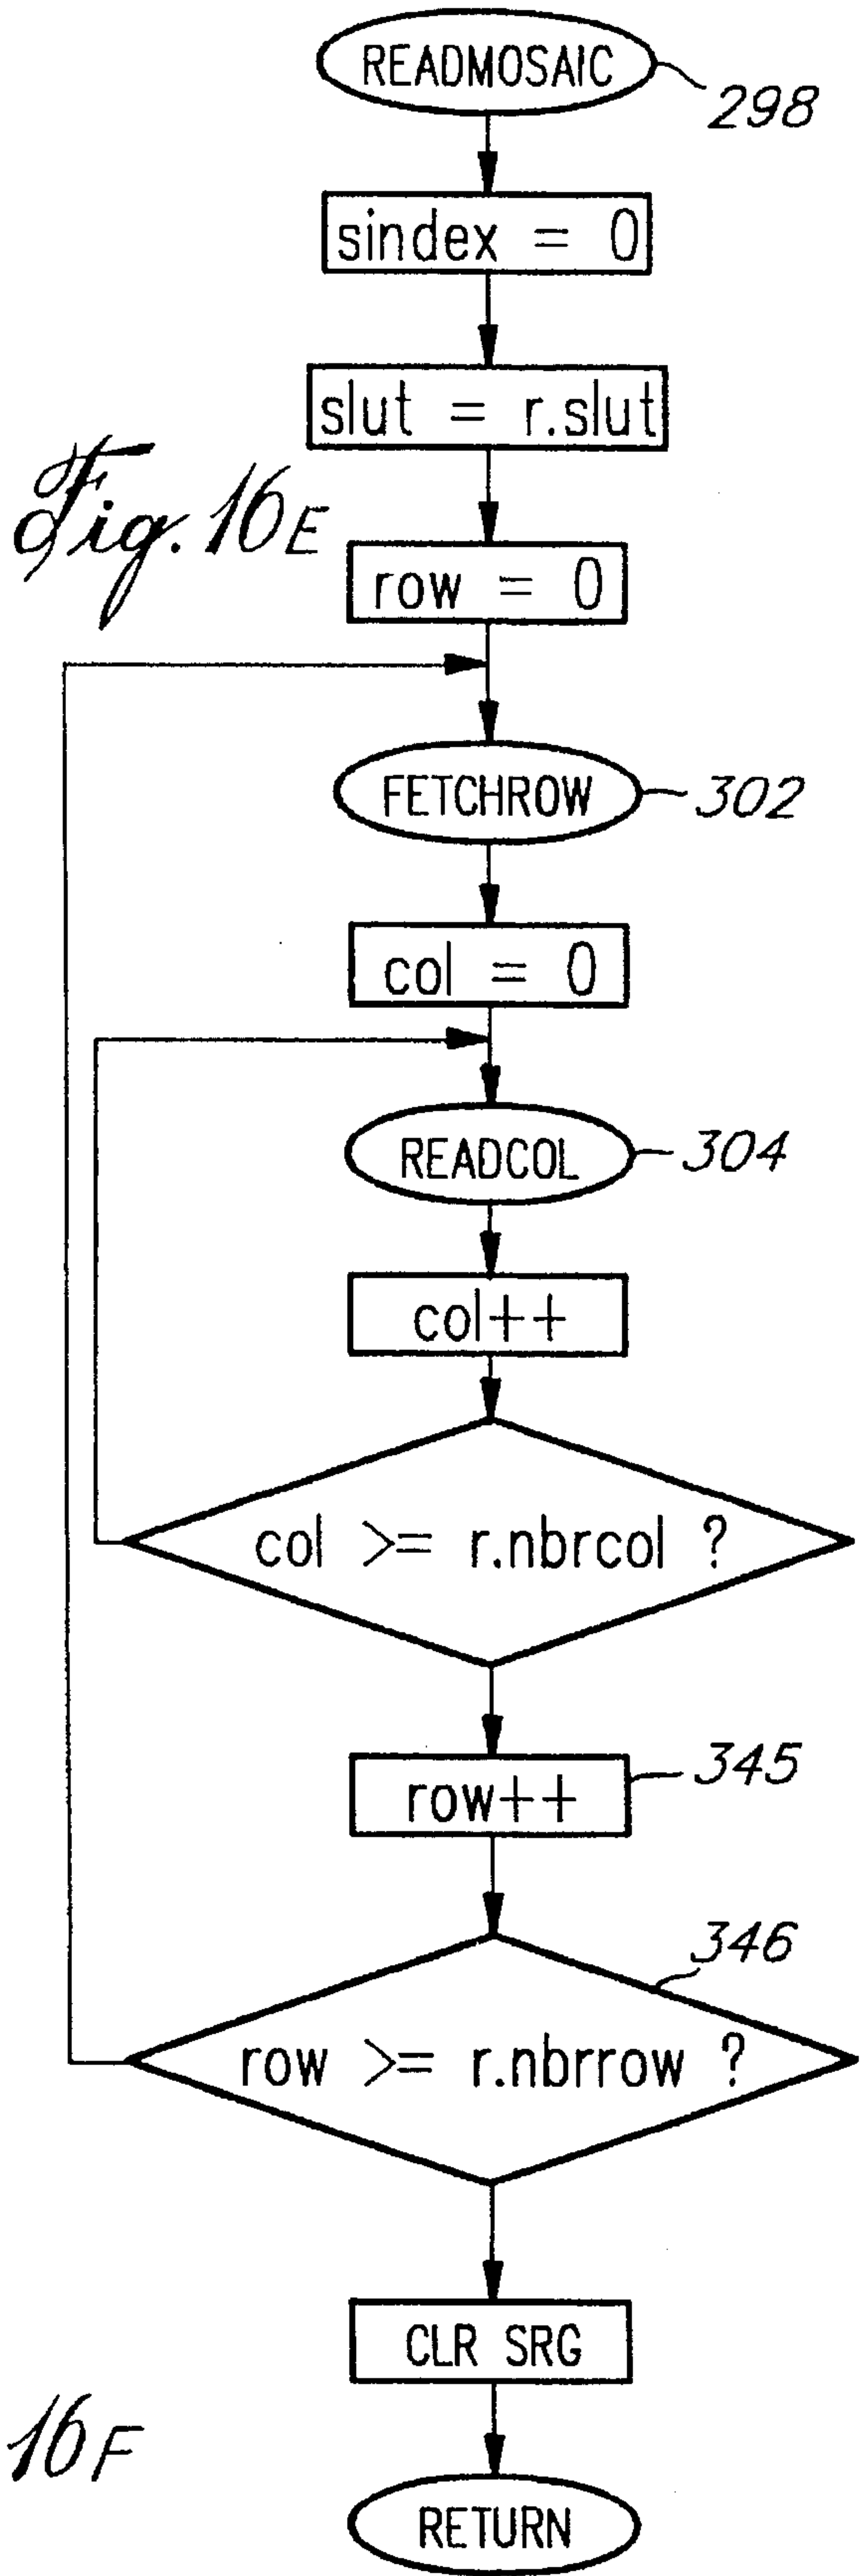 READMOSAIC
298
sindex = 0
slut = r.slut
Fig. 16E
row = 0
FETCHROW
302
col = 0
READCOL
304
col++
col >= r.nbrcol ?
row++
345
346
row >= r.nbrrow ?
CLR SRG
16F
RETURN